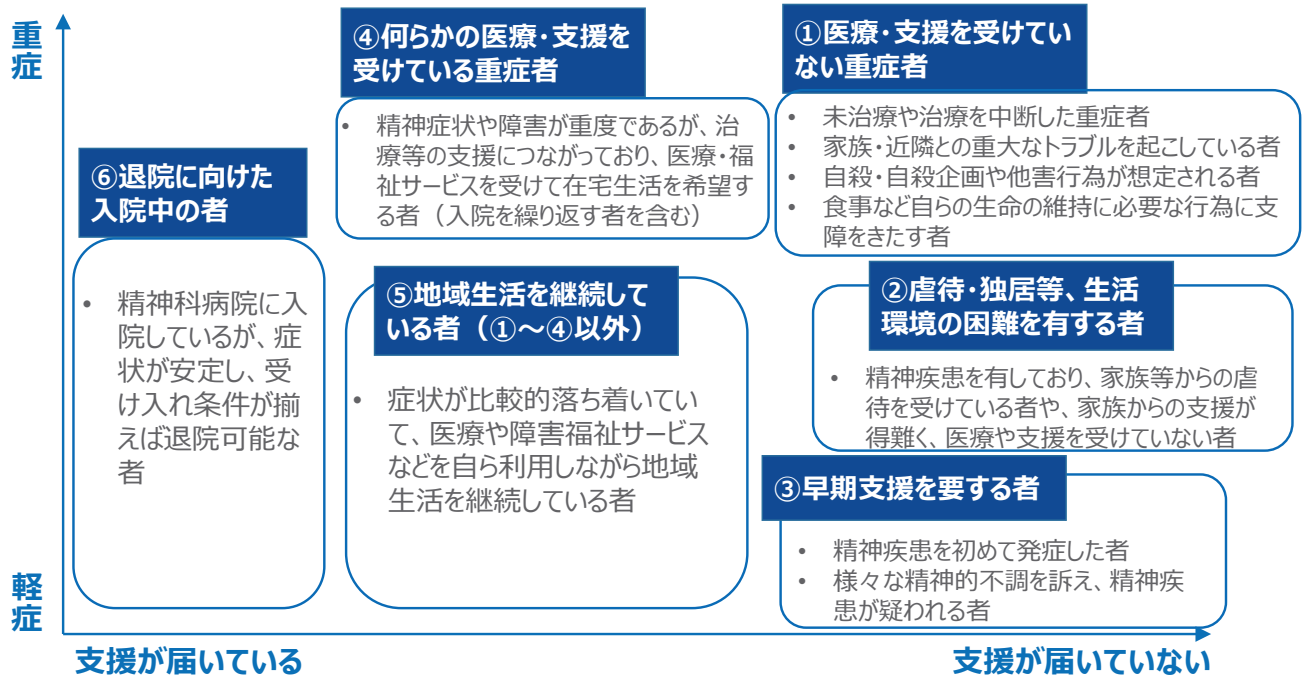 重症
④何らかの医療・支援を
受けている重症者
• 精神症状や障害が重度であるが、治
療等の支援につながっており、医療・福
祉サービスを受けて在宅生活を希望す
る者（入院を繰り返す者を含む）
①医療・支援を受けてい
ない重症者
• 未治療や治療を中断した重症者
• 家族・近隣との重大なトラブルを起こしている者
• 自殺・自殺企画や他害行為が想定される者
• 食事など自らの生命の維持に必要な行為に支
障をきたす者
⑥退院に向けた
入院中の者
• 精神科病院に入
院しているが、症
状が安定し、受
け入れ条件が揃
えば退院可能な
者
⑤地域生活を継続して
いる者（①～④以外）
• 症状が比較的落ち着いてい
て、医療や障害福祉サービス
などを自ら利用しながら地域
生活を継続している者
②虐待・独居等、生活
環境の困難を有する者
• 精神疾患を有しており、家族等からの虐
待を受けている者や、家族からの支援が
得難く、医療や支援を受けていない者
③早期支援を要する者
• 精神疾患を初めて発症した者
• 様々な精神的不調を訴え、精神疾
患が疑われる者
軽症
支援が届いている
支援が届いていない